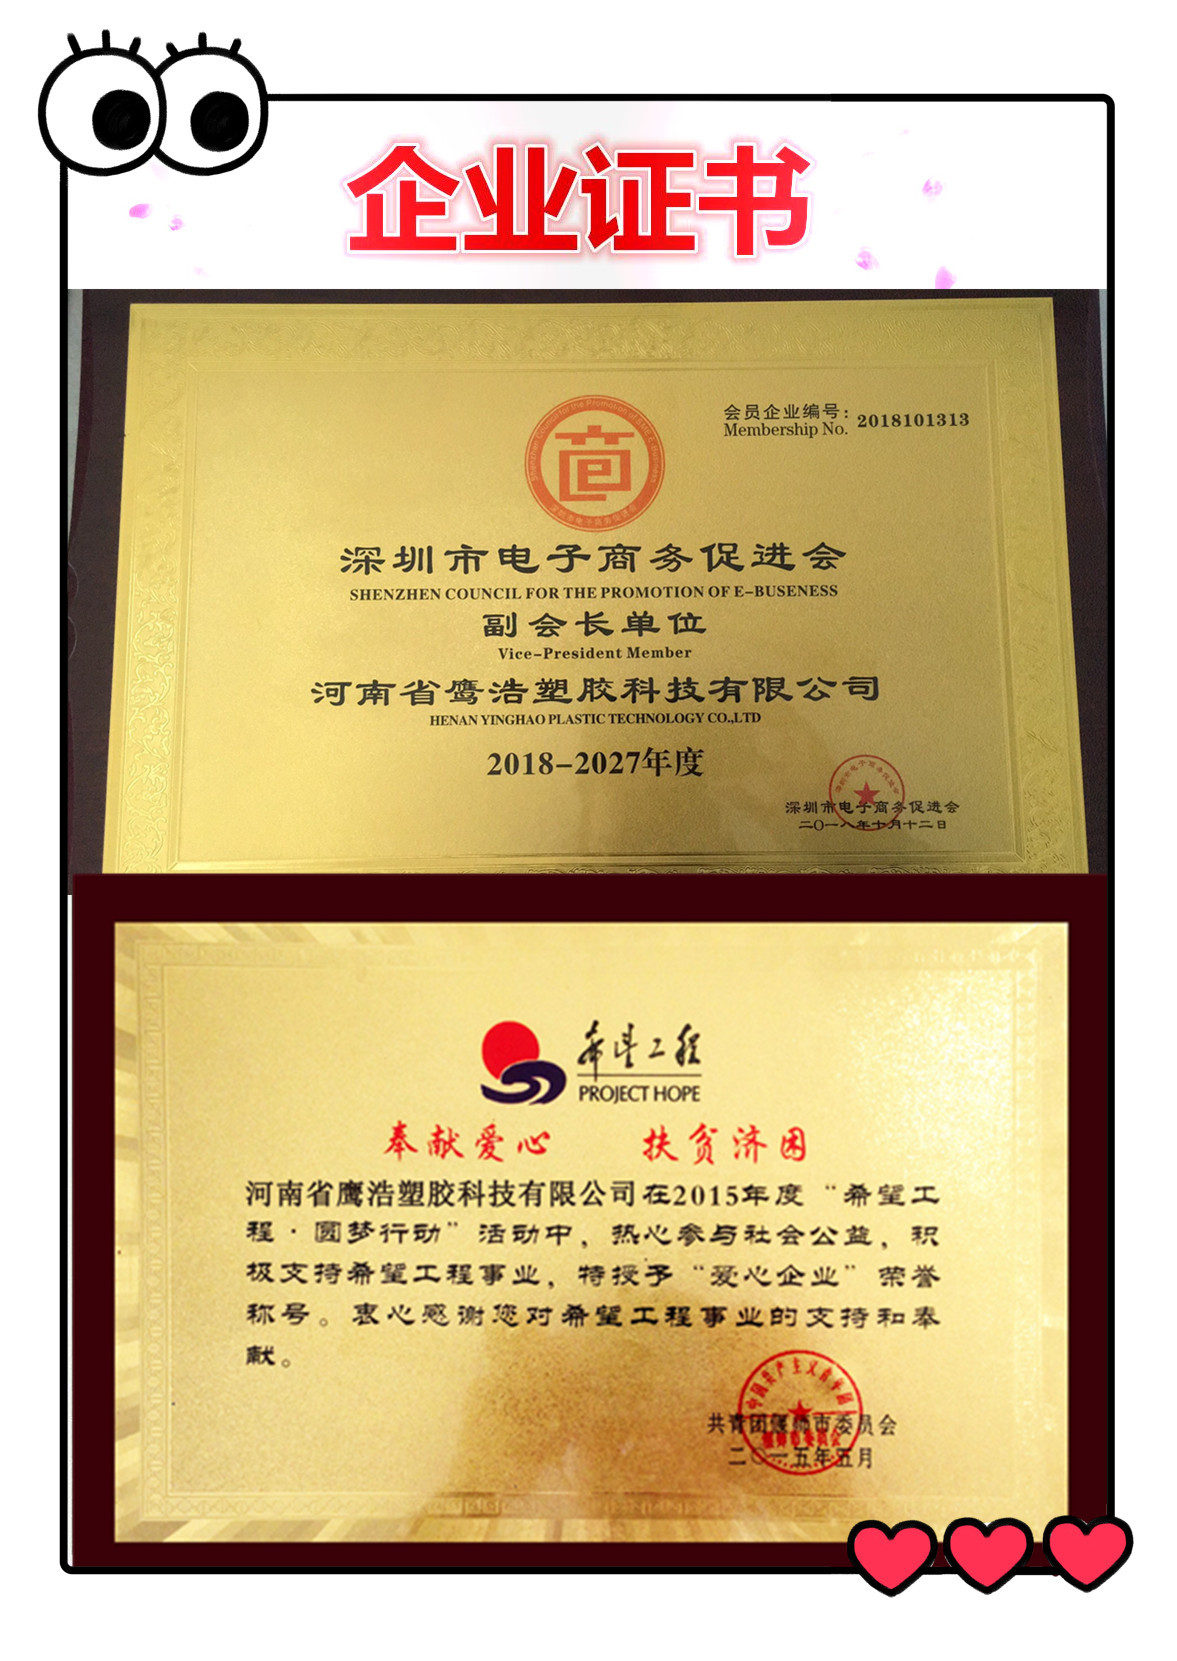 企业证书
会员企业编号：
Membership No. 2018101313
深圳市电子商务促进会
SHENZHEN COUNCIL FOR THE PROMOTION OF E-BUSENESS
副会长单位
Vice-President Member
河南省鹰浩塑胶科技有限公司
HENAN YINGHAO PLASTIC TECHNOLOGY CO.,LTD
2018-2027年度
深圳市电子商务促进会
二〇一八年十月十二日
希望工程
PROJECT HOPE
奉献爱心 扶贫济困
河南省鹰浩塑胶科技有限公司在2015年度“希望工
程·圆梦行动”活动中，热心参与社会公益，积
极支持希望工程事业，特授予“爱心企业”荣誉
称号。衷心感谢您对希望工程事业的支持和奉
献。
共青团偃师市委员会
二〇一五年五月